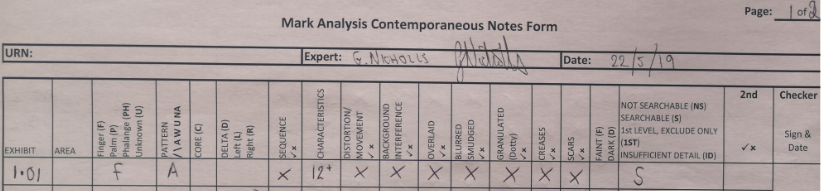 Page: 1 of 2
Mark Analysis Contemporaneous Notes Form
URN: Expert: G. NICHOLLS Date: 22/5/19
EXHIBIT AREA Finger (F) Palm (P) Phalange (PH) Unknown (U) PATTERN / \ A W U N A CORE (C) DELTA (D) Left (L) Right (R) SEQUENCE ✓ x CHARACTERISTICS DISTORTION/ MOVEMENT ✓ x BACKGROUND INTERFERENCE ✓ x OVERLAID ✓ x BLURRED SMUDGED ✓ x GRANULATED (Dotty) ✓ x CREASES ✓ x SCARS ✓ x FAINT (F) DARK (D) NOT SEARCHABLE (NS) SEARCHABLE (S) 1st LEVEL, EXCLUDE ONLY (1ST) INSUFFICIENT DETAIL (ID) 2nd ✓ x Checker Sign & Date
1.01 F A X 12+ X X X X X X X S